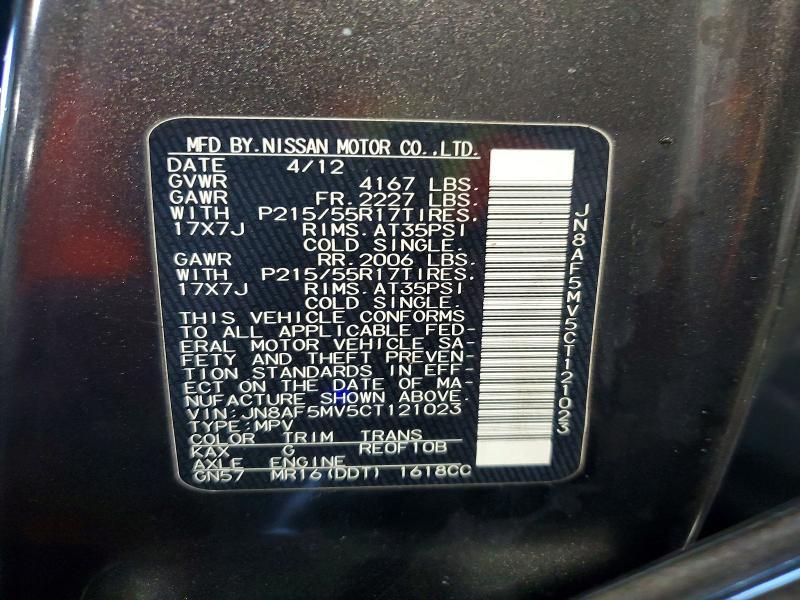 MFD BY.NISSAN MOTOR CO.,LTD.
DATE 4/12
GVWR 4167 LBS.
GAWR FR. 2227 LBS.
WITH P215/55R17TIRES.
17X7J RIMS. AT35PSI
COLD SINGLE.
GAWR RR. 2006 LBS.
WITH P215/55R17TIRES.
17X7J RIMS. AT35PSI
COLD SINGLE.
THIS VEHICLE CONFORMS
TO ALL APPLICABLE FED-
ERAL MOTOR VEHICLE SA-
FETY AND THEFT PREVEN-
TION STANDARDS IN EFF-
ECT ON THE DATE OF MA-
NUFACTURE SHOWN ABOVE.
VIN:JN8AF5MV5CT121023
TYPE:MPV
COLOR TRIM TRANS
KAX G RE0F10B
AXLE ENGINE
GN57 MR16(DDT) 1618CC
JN8AF5MV5CT121023